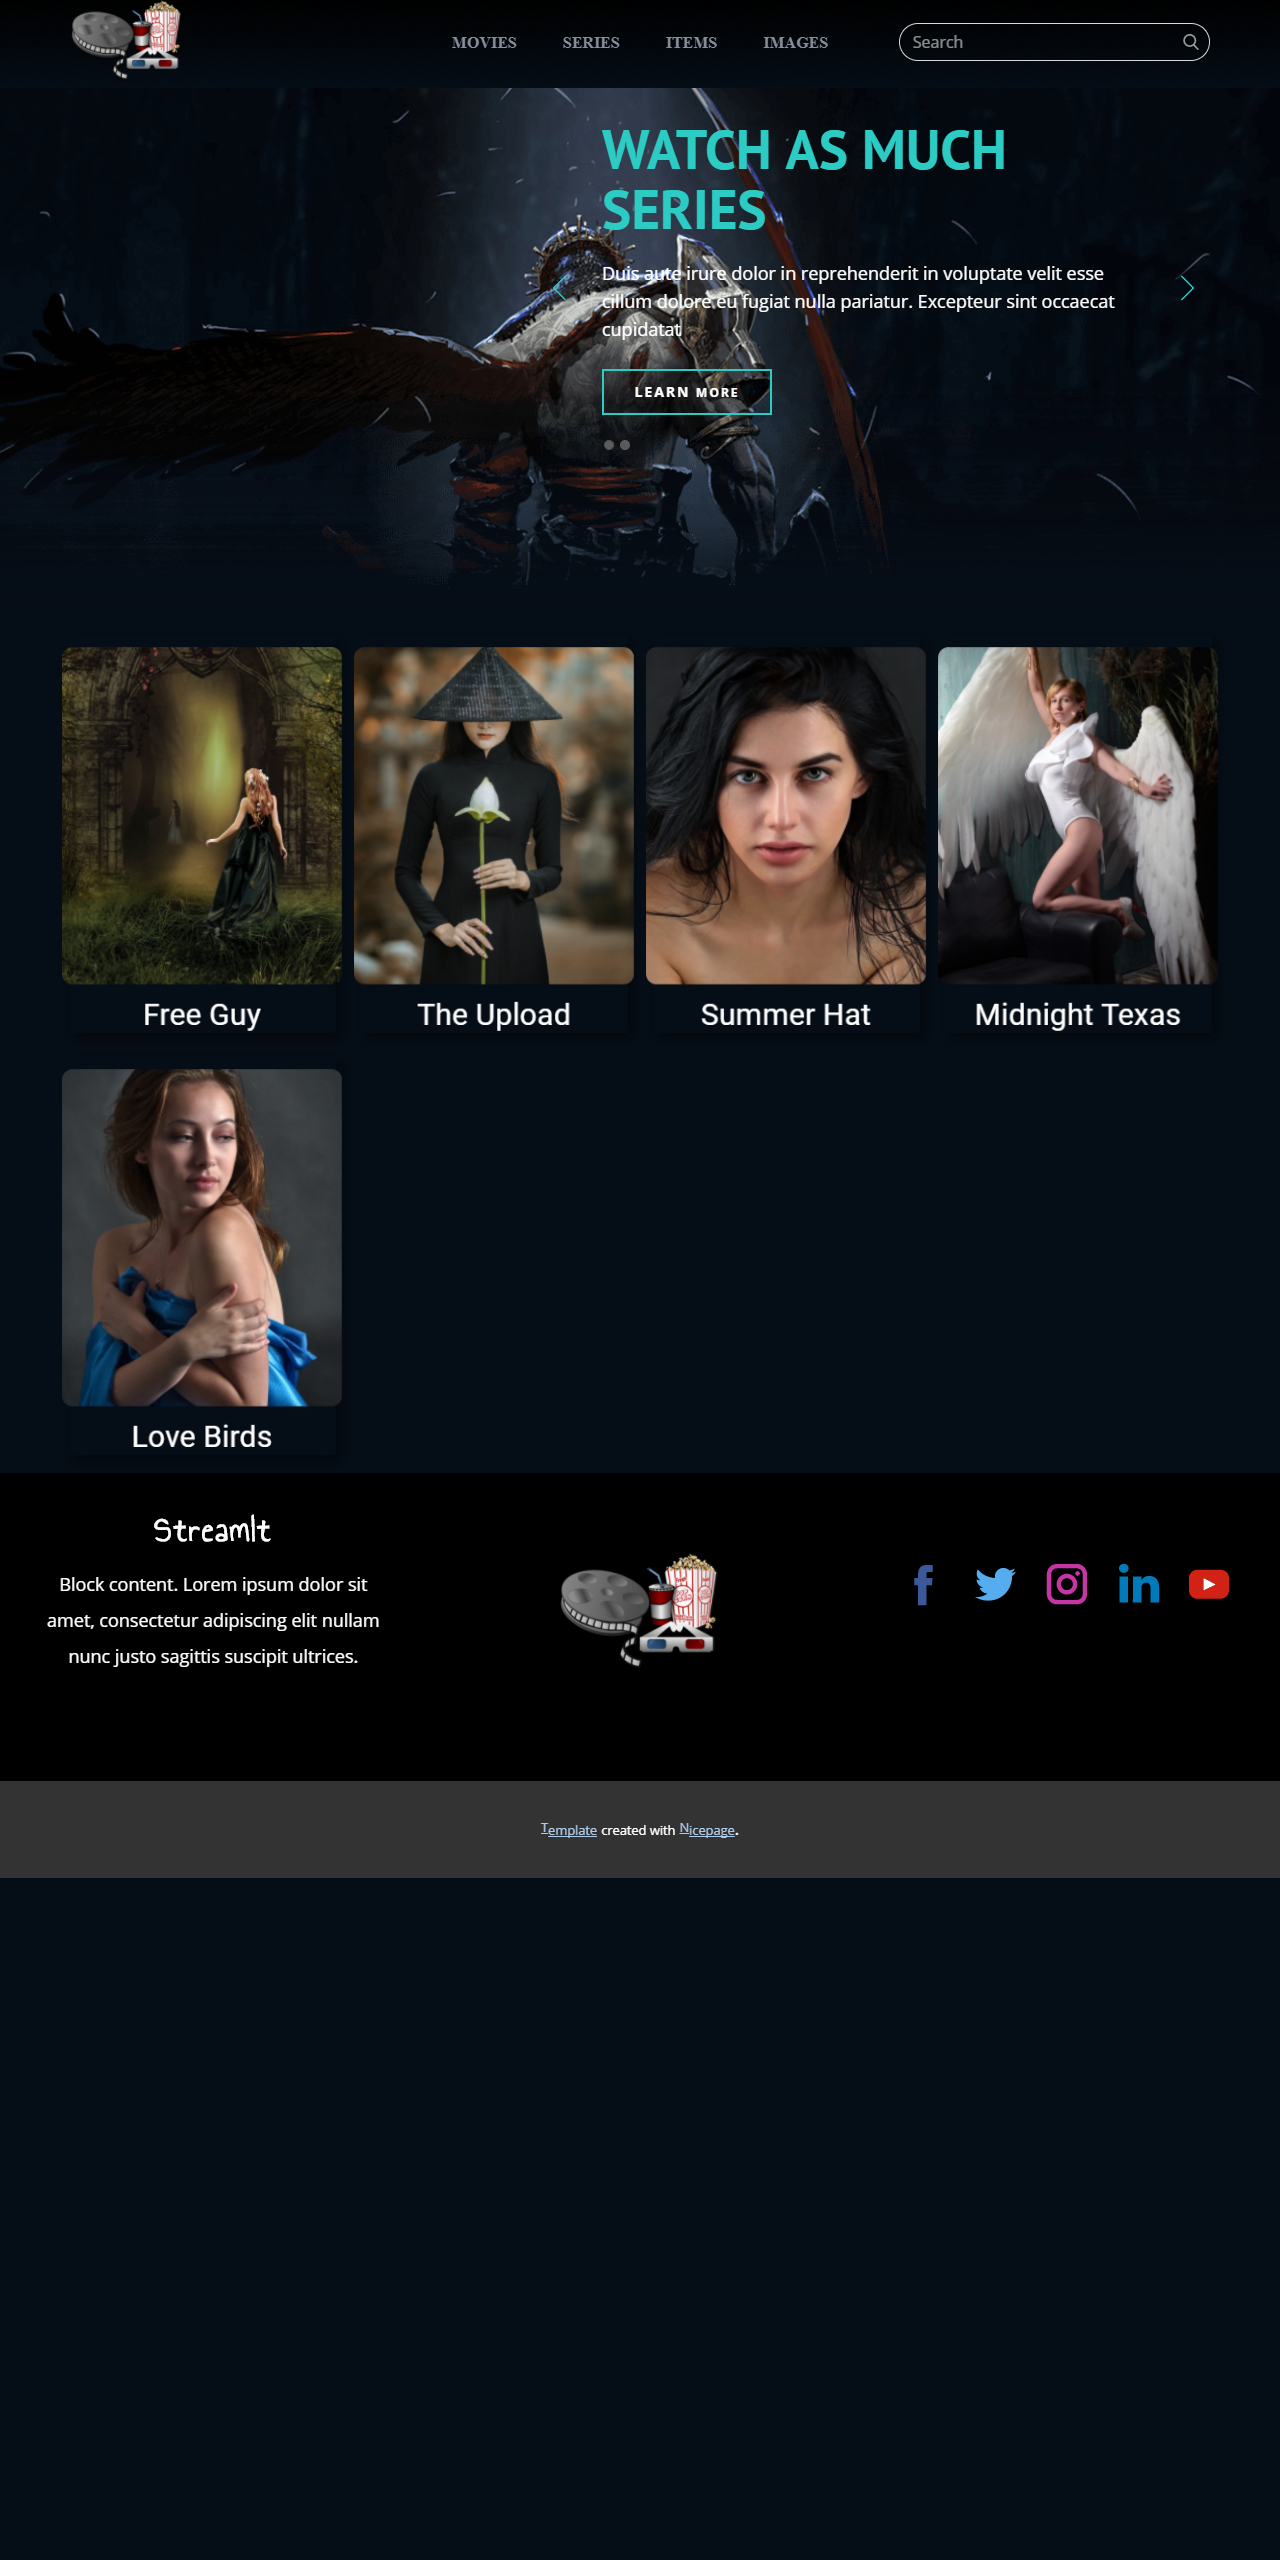 MOVIES SERIES ITEMS IMAGES Search
WATCH AS MUCH
SERIES
Duis aute irure dolor in reprehenderit in voluptate velit esse
cillum dolore eu fugiat nulla pariatur. Excepteur sint occaecat
cupidatat
LEARN MORE
Free Guy
The Upload
Summer Hat
Midnight Texas
Love Birds
StreamIt
Block content. Lorem ipsum dolor sit
amet, consectetur adipiscing elit nullam
nunc justo sagittis suscipit ultrices.
Template created with Nicepage.